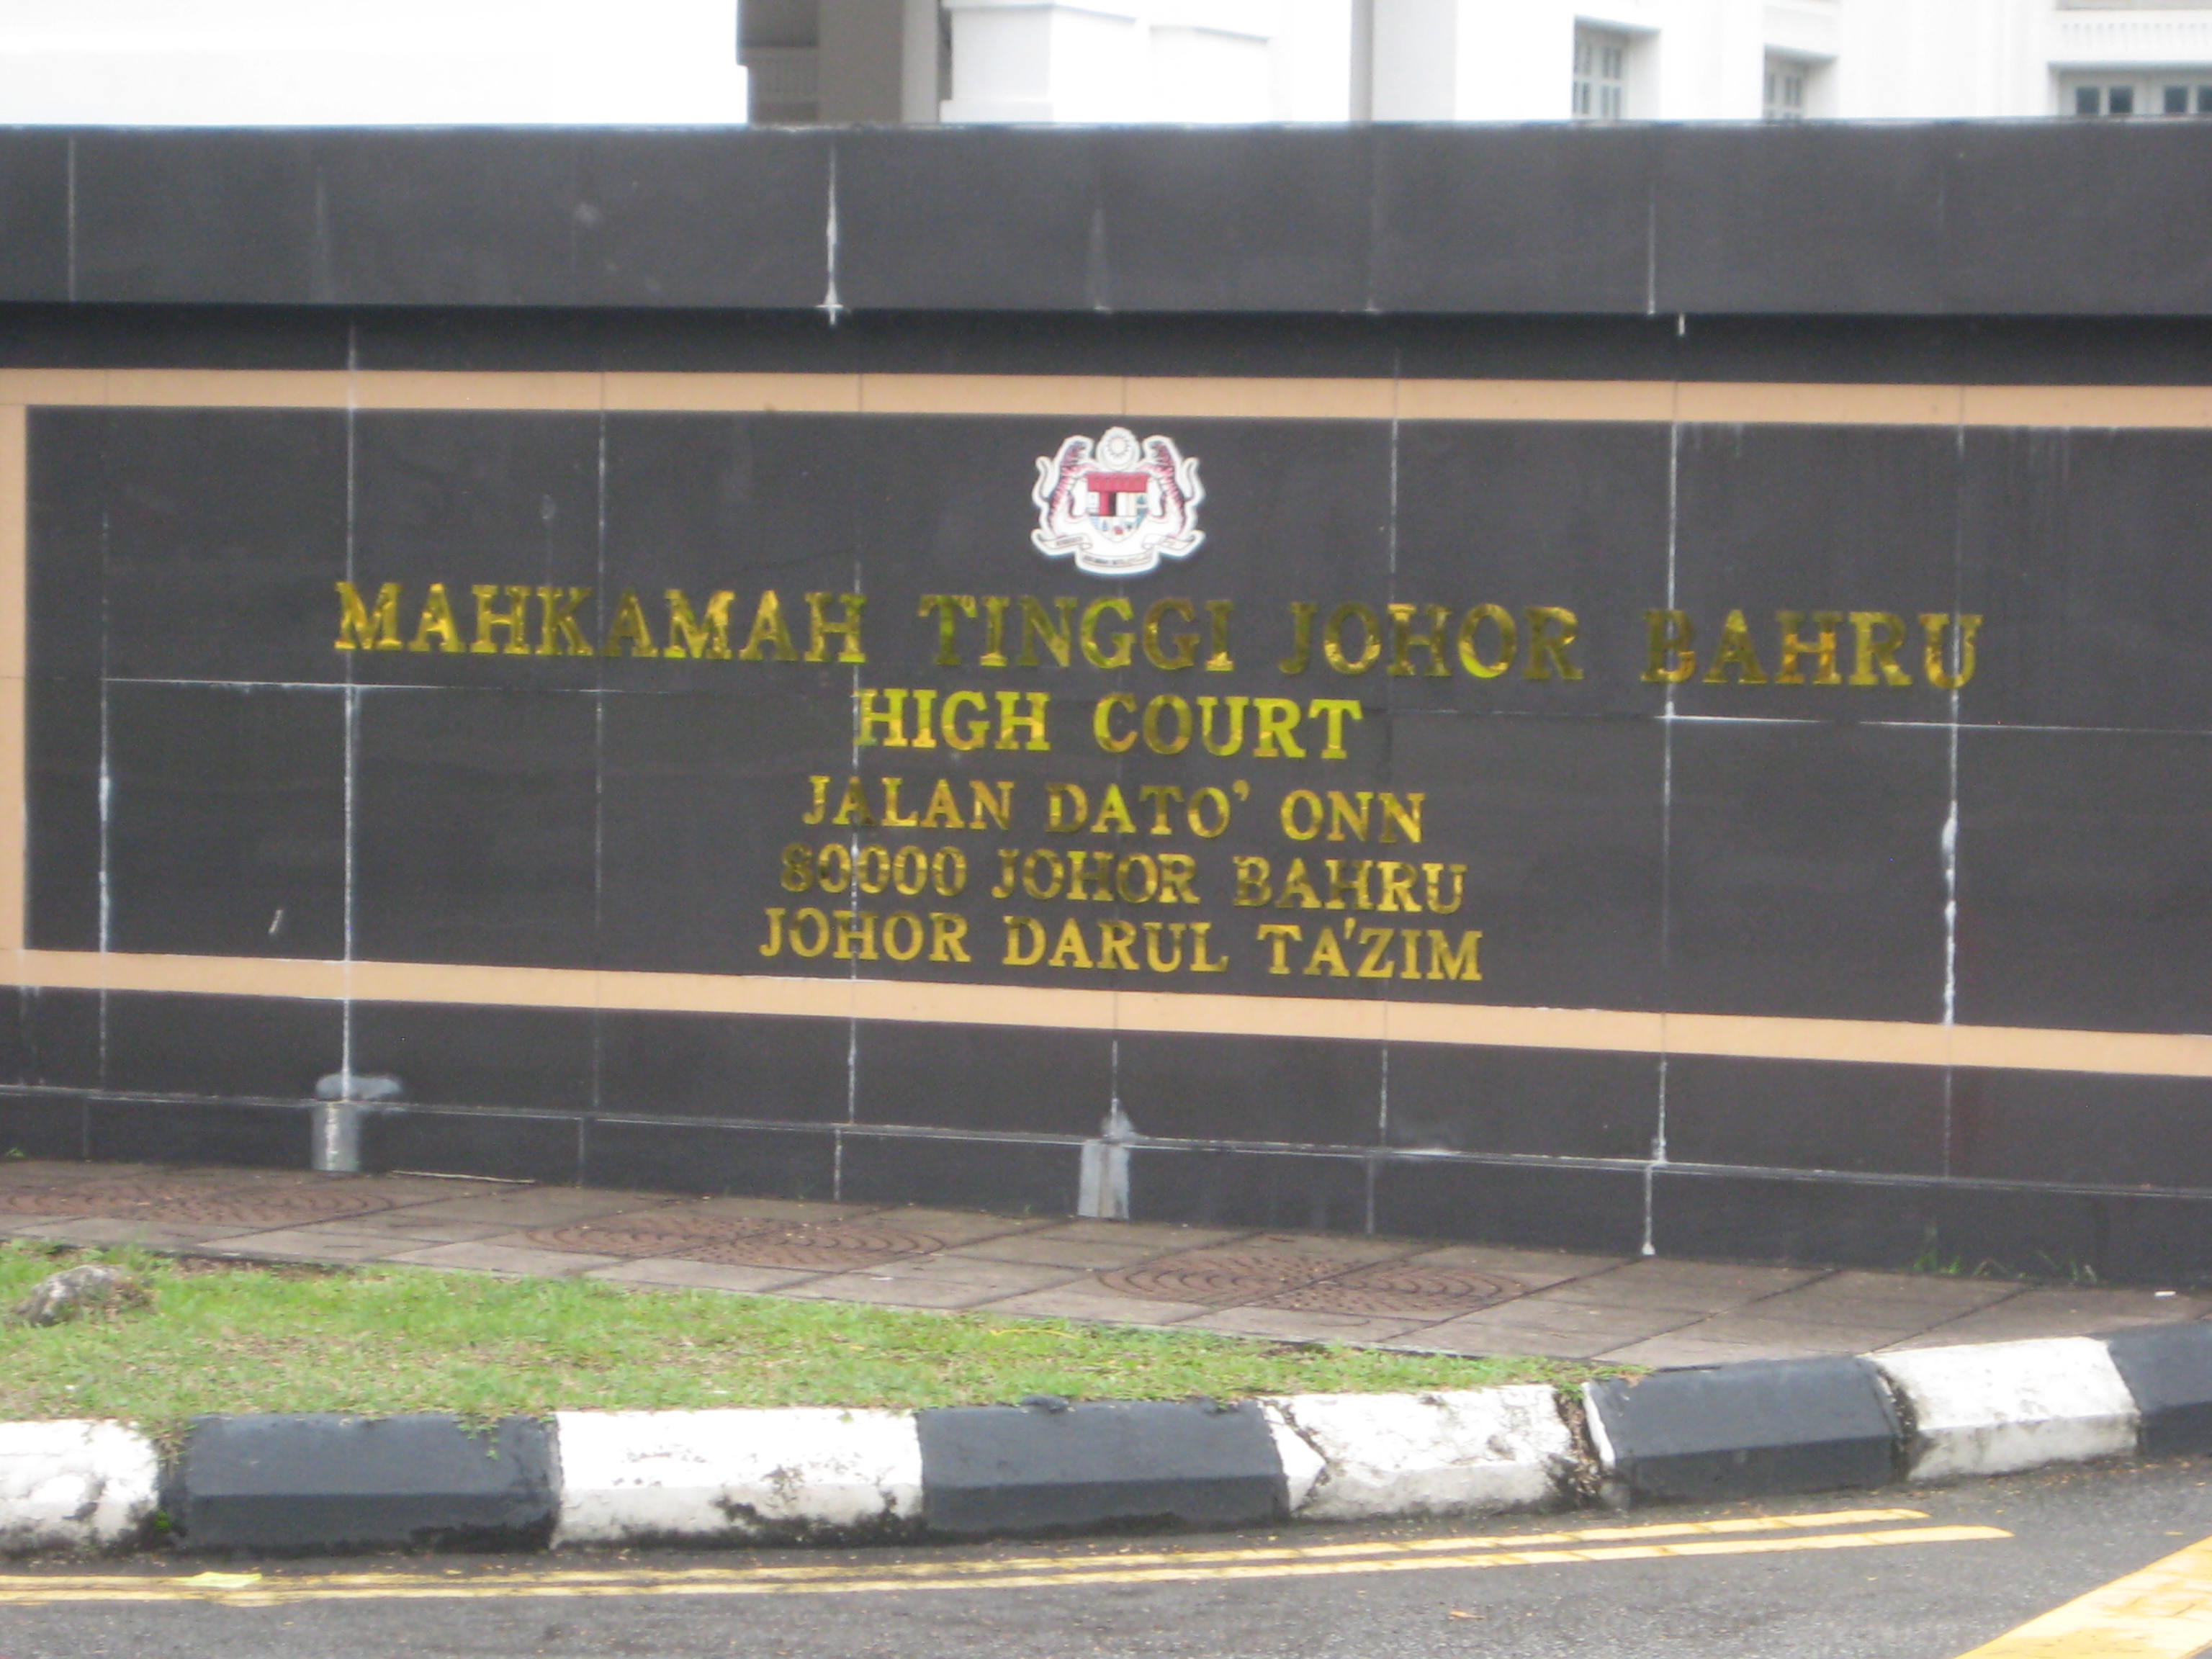 MAHKAMAH TINGGI JOHOR BAHRU
HIGH COURT
JALAN DATO' ONN
80000 JOHOR BAHRU
JOHOR DARUL TA'ZIM